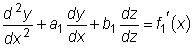 d²y/dx² + a₁ dy/dx + b₁ dz/dz = f₁′(x)